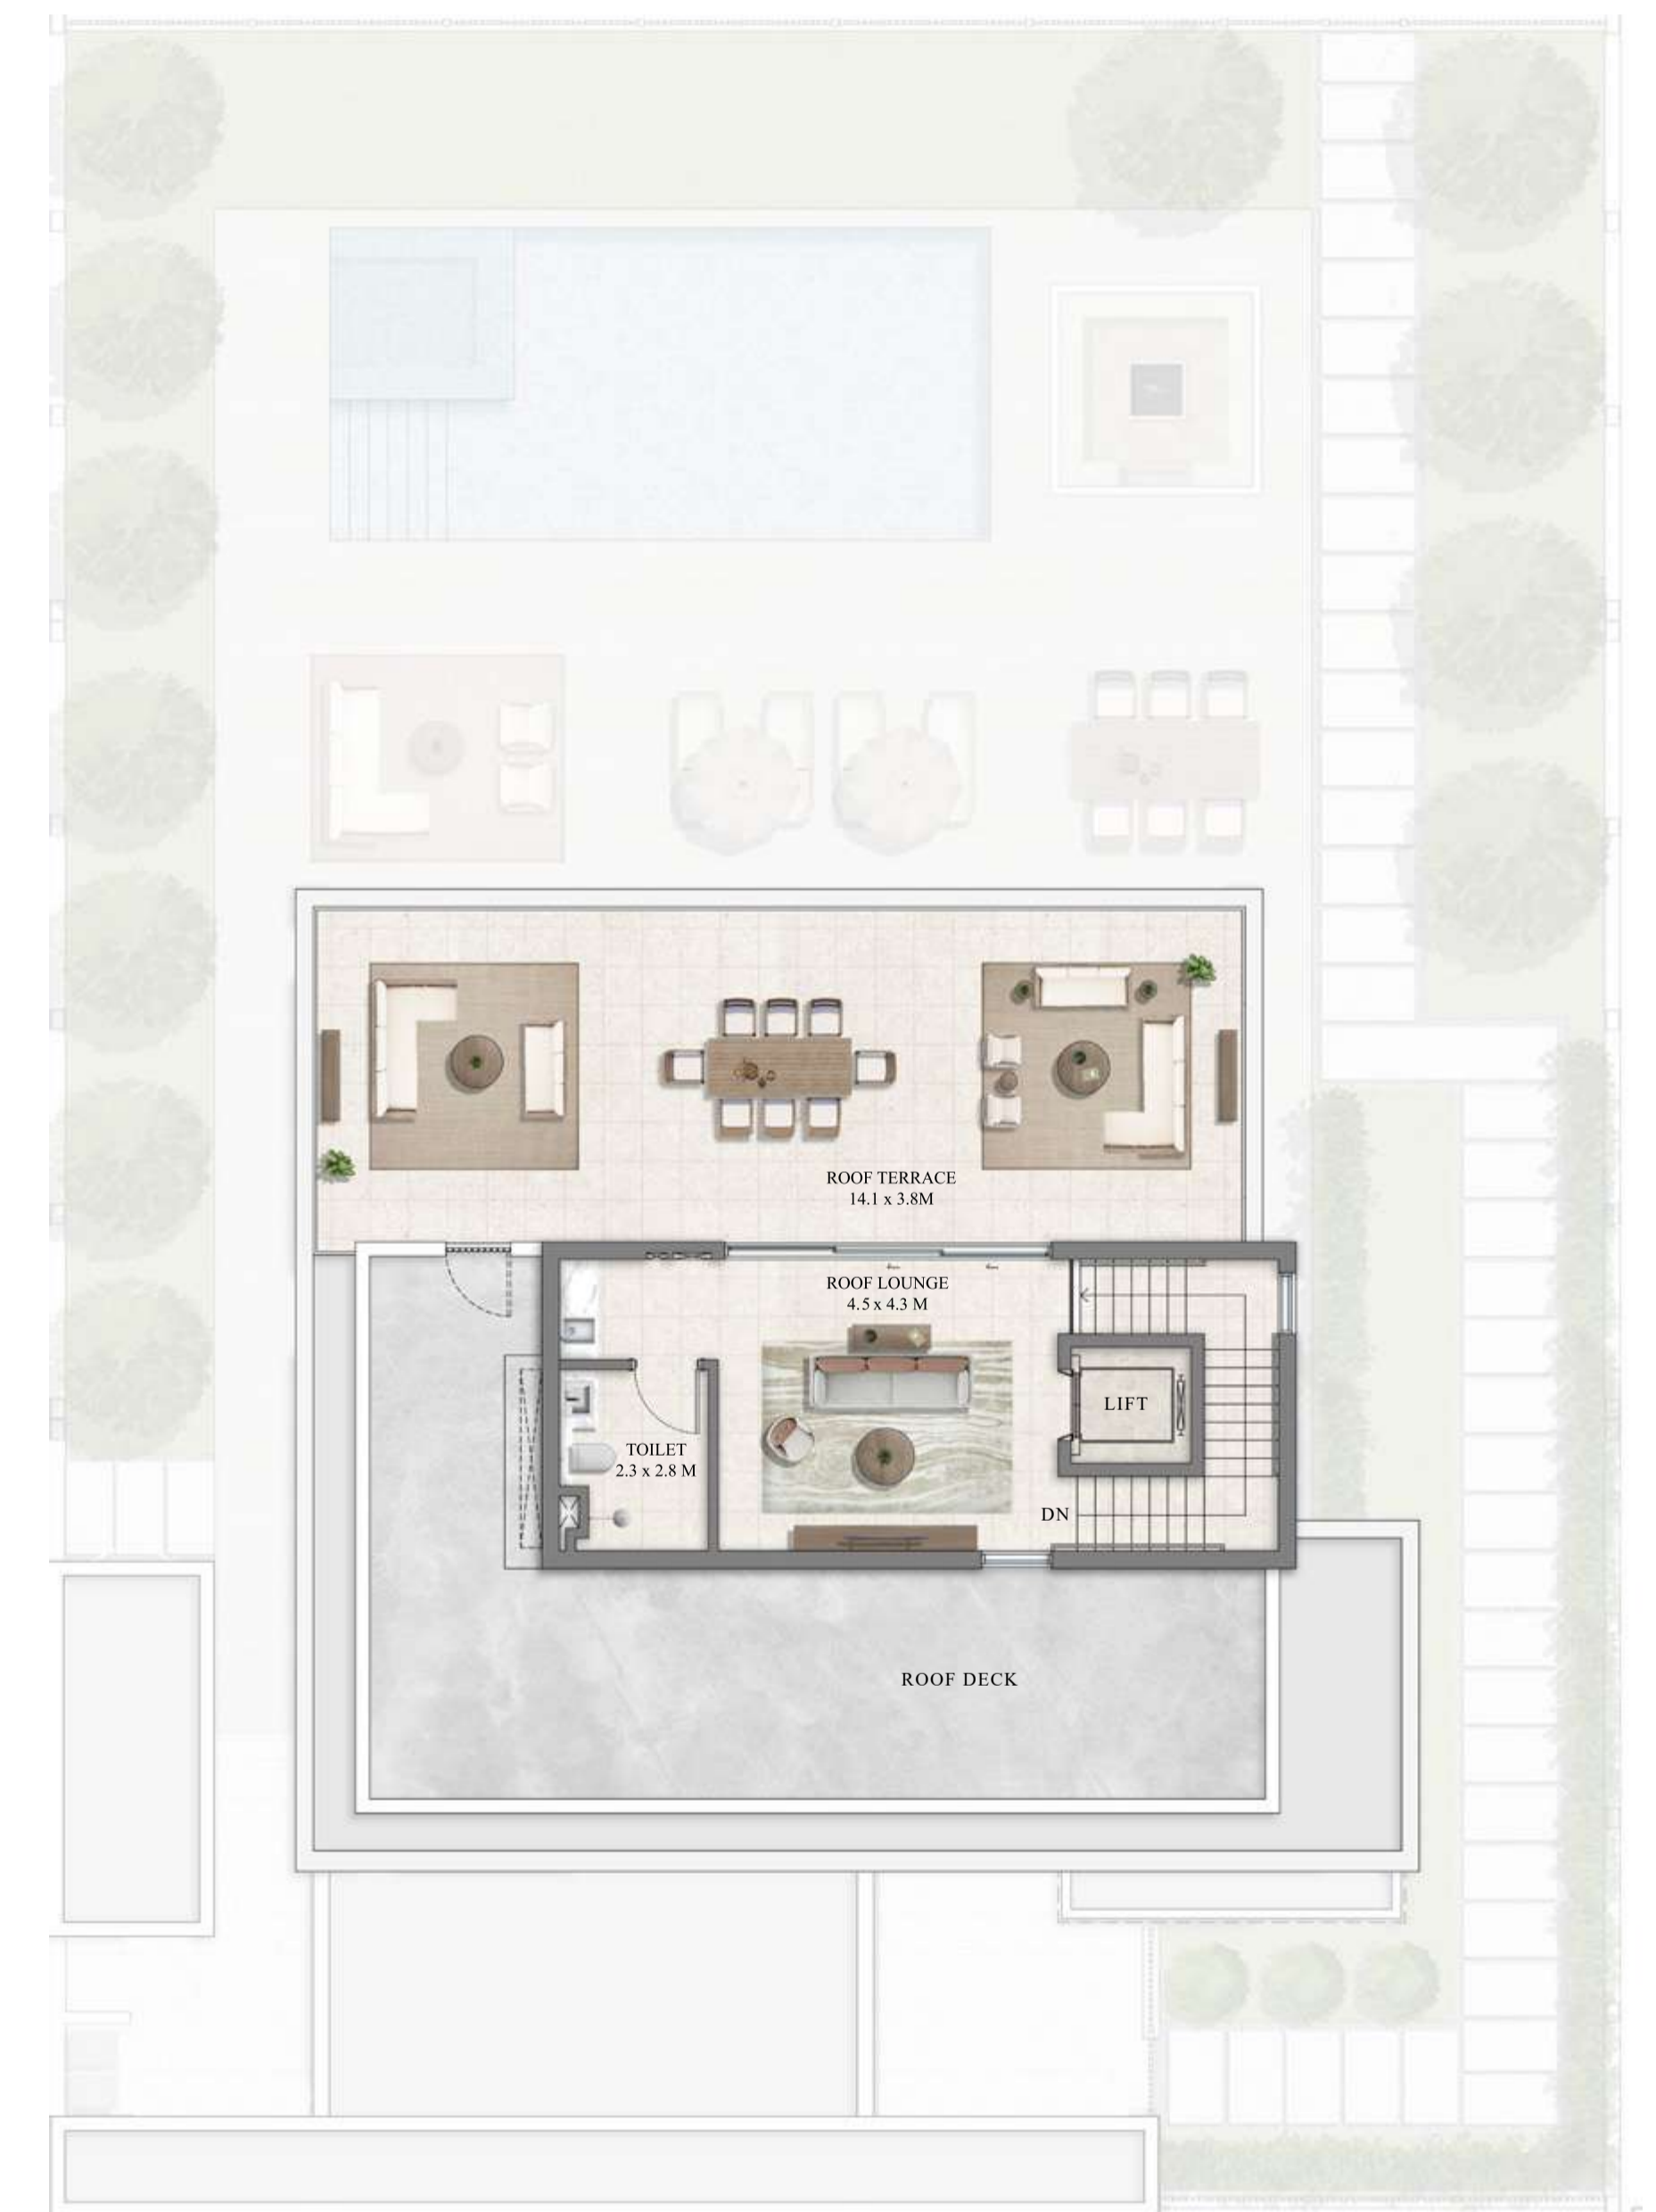 ROOF TERRACE
14.1 x 3.8M
ROOF LOUNGE
4.5 x 4.3 M
LIFT
TOILET
2.3 x 2.8 M
DN
ROOF DECK